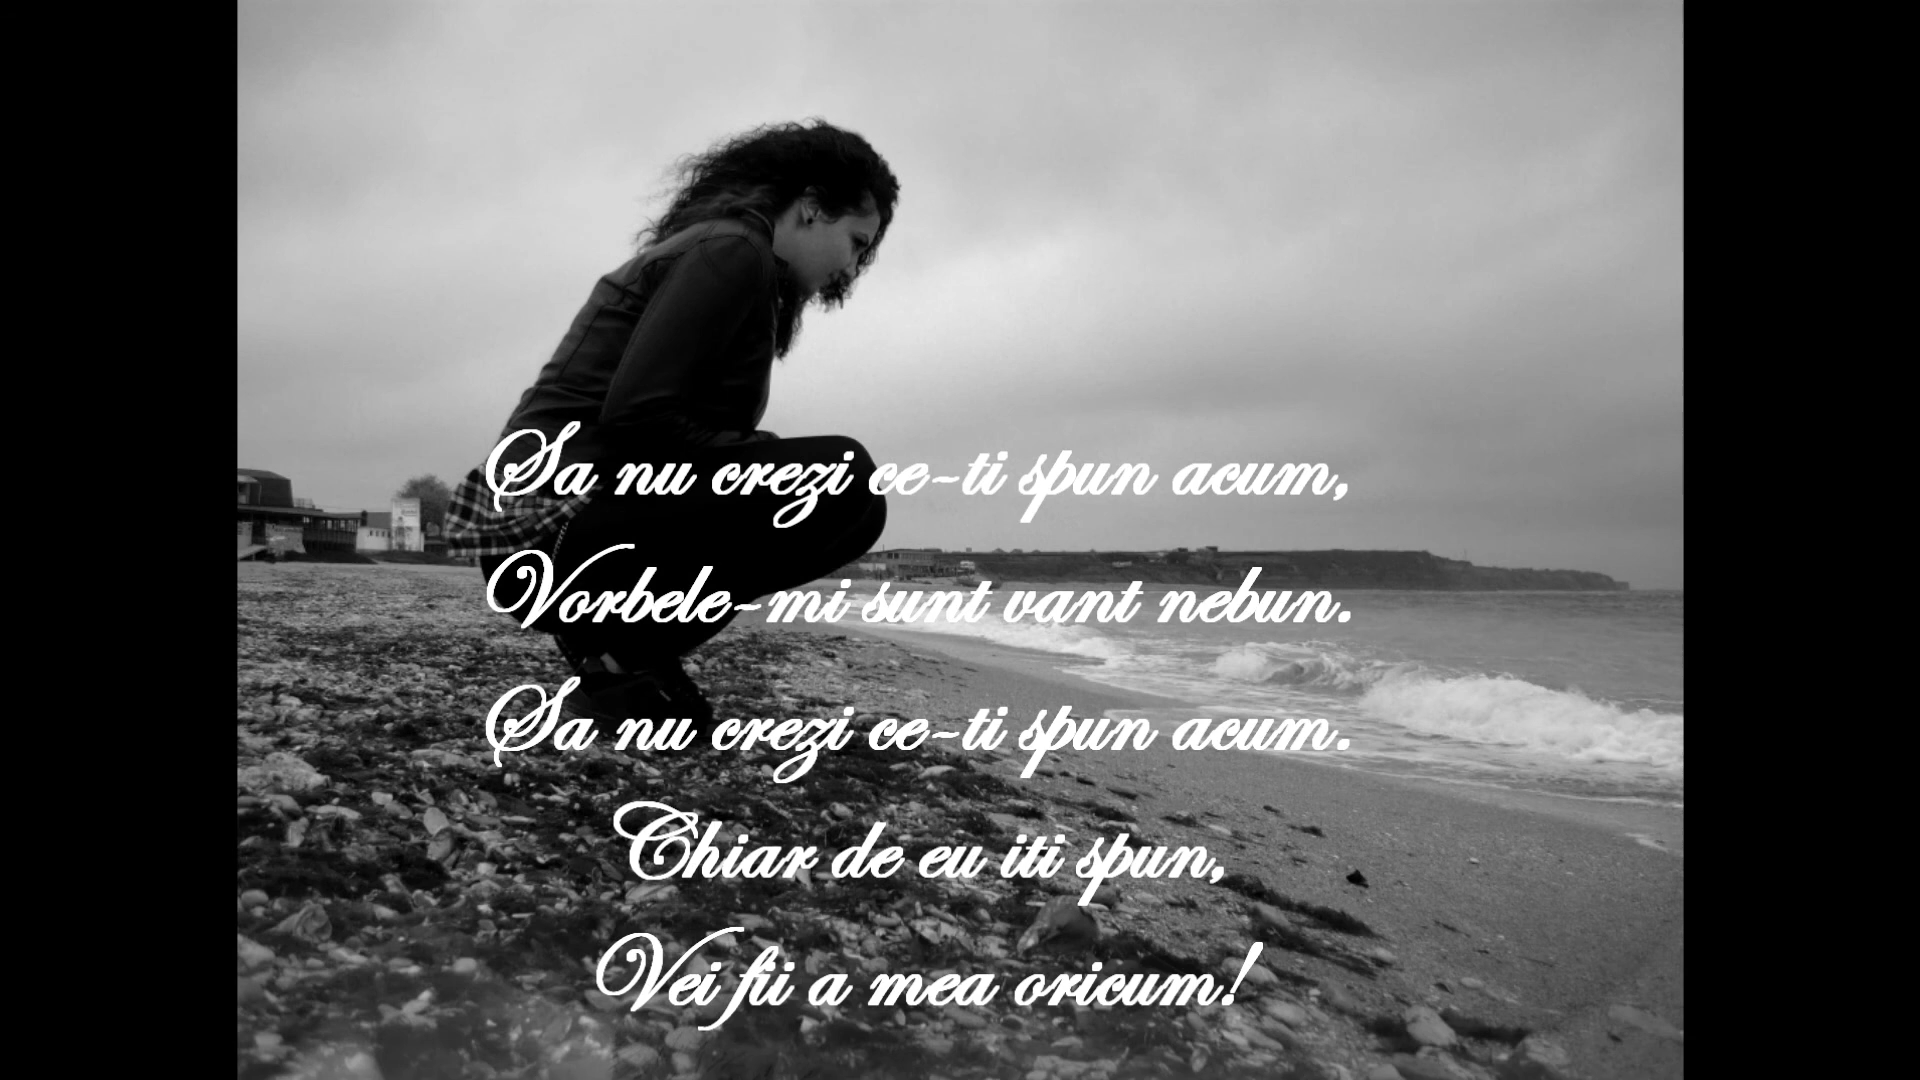 Sa nu crezi ce-ti spun acum,
Vorbele-mi sunt vant nebun.
Sa nu crezi ce-ti spun acum.
Chiar de eu iti spun,
Vei fii a mea oricum!